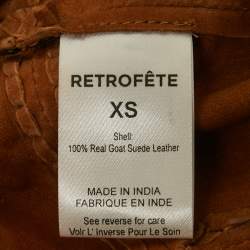 RETROFÊTE
XS
Shell:
100% Real Goat Suede Leather
MADE IN INDIA
FABRIQUE EN INDE
See reverse for care
Voir L' Inverse Pour Le Soin